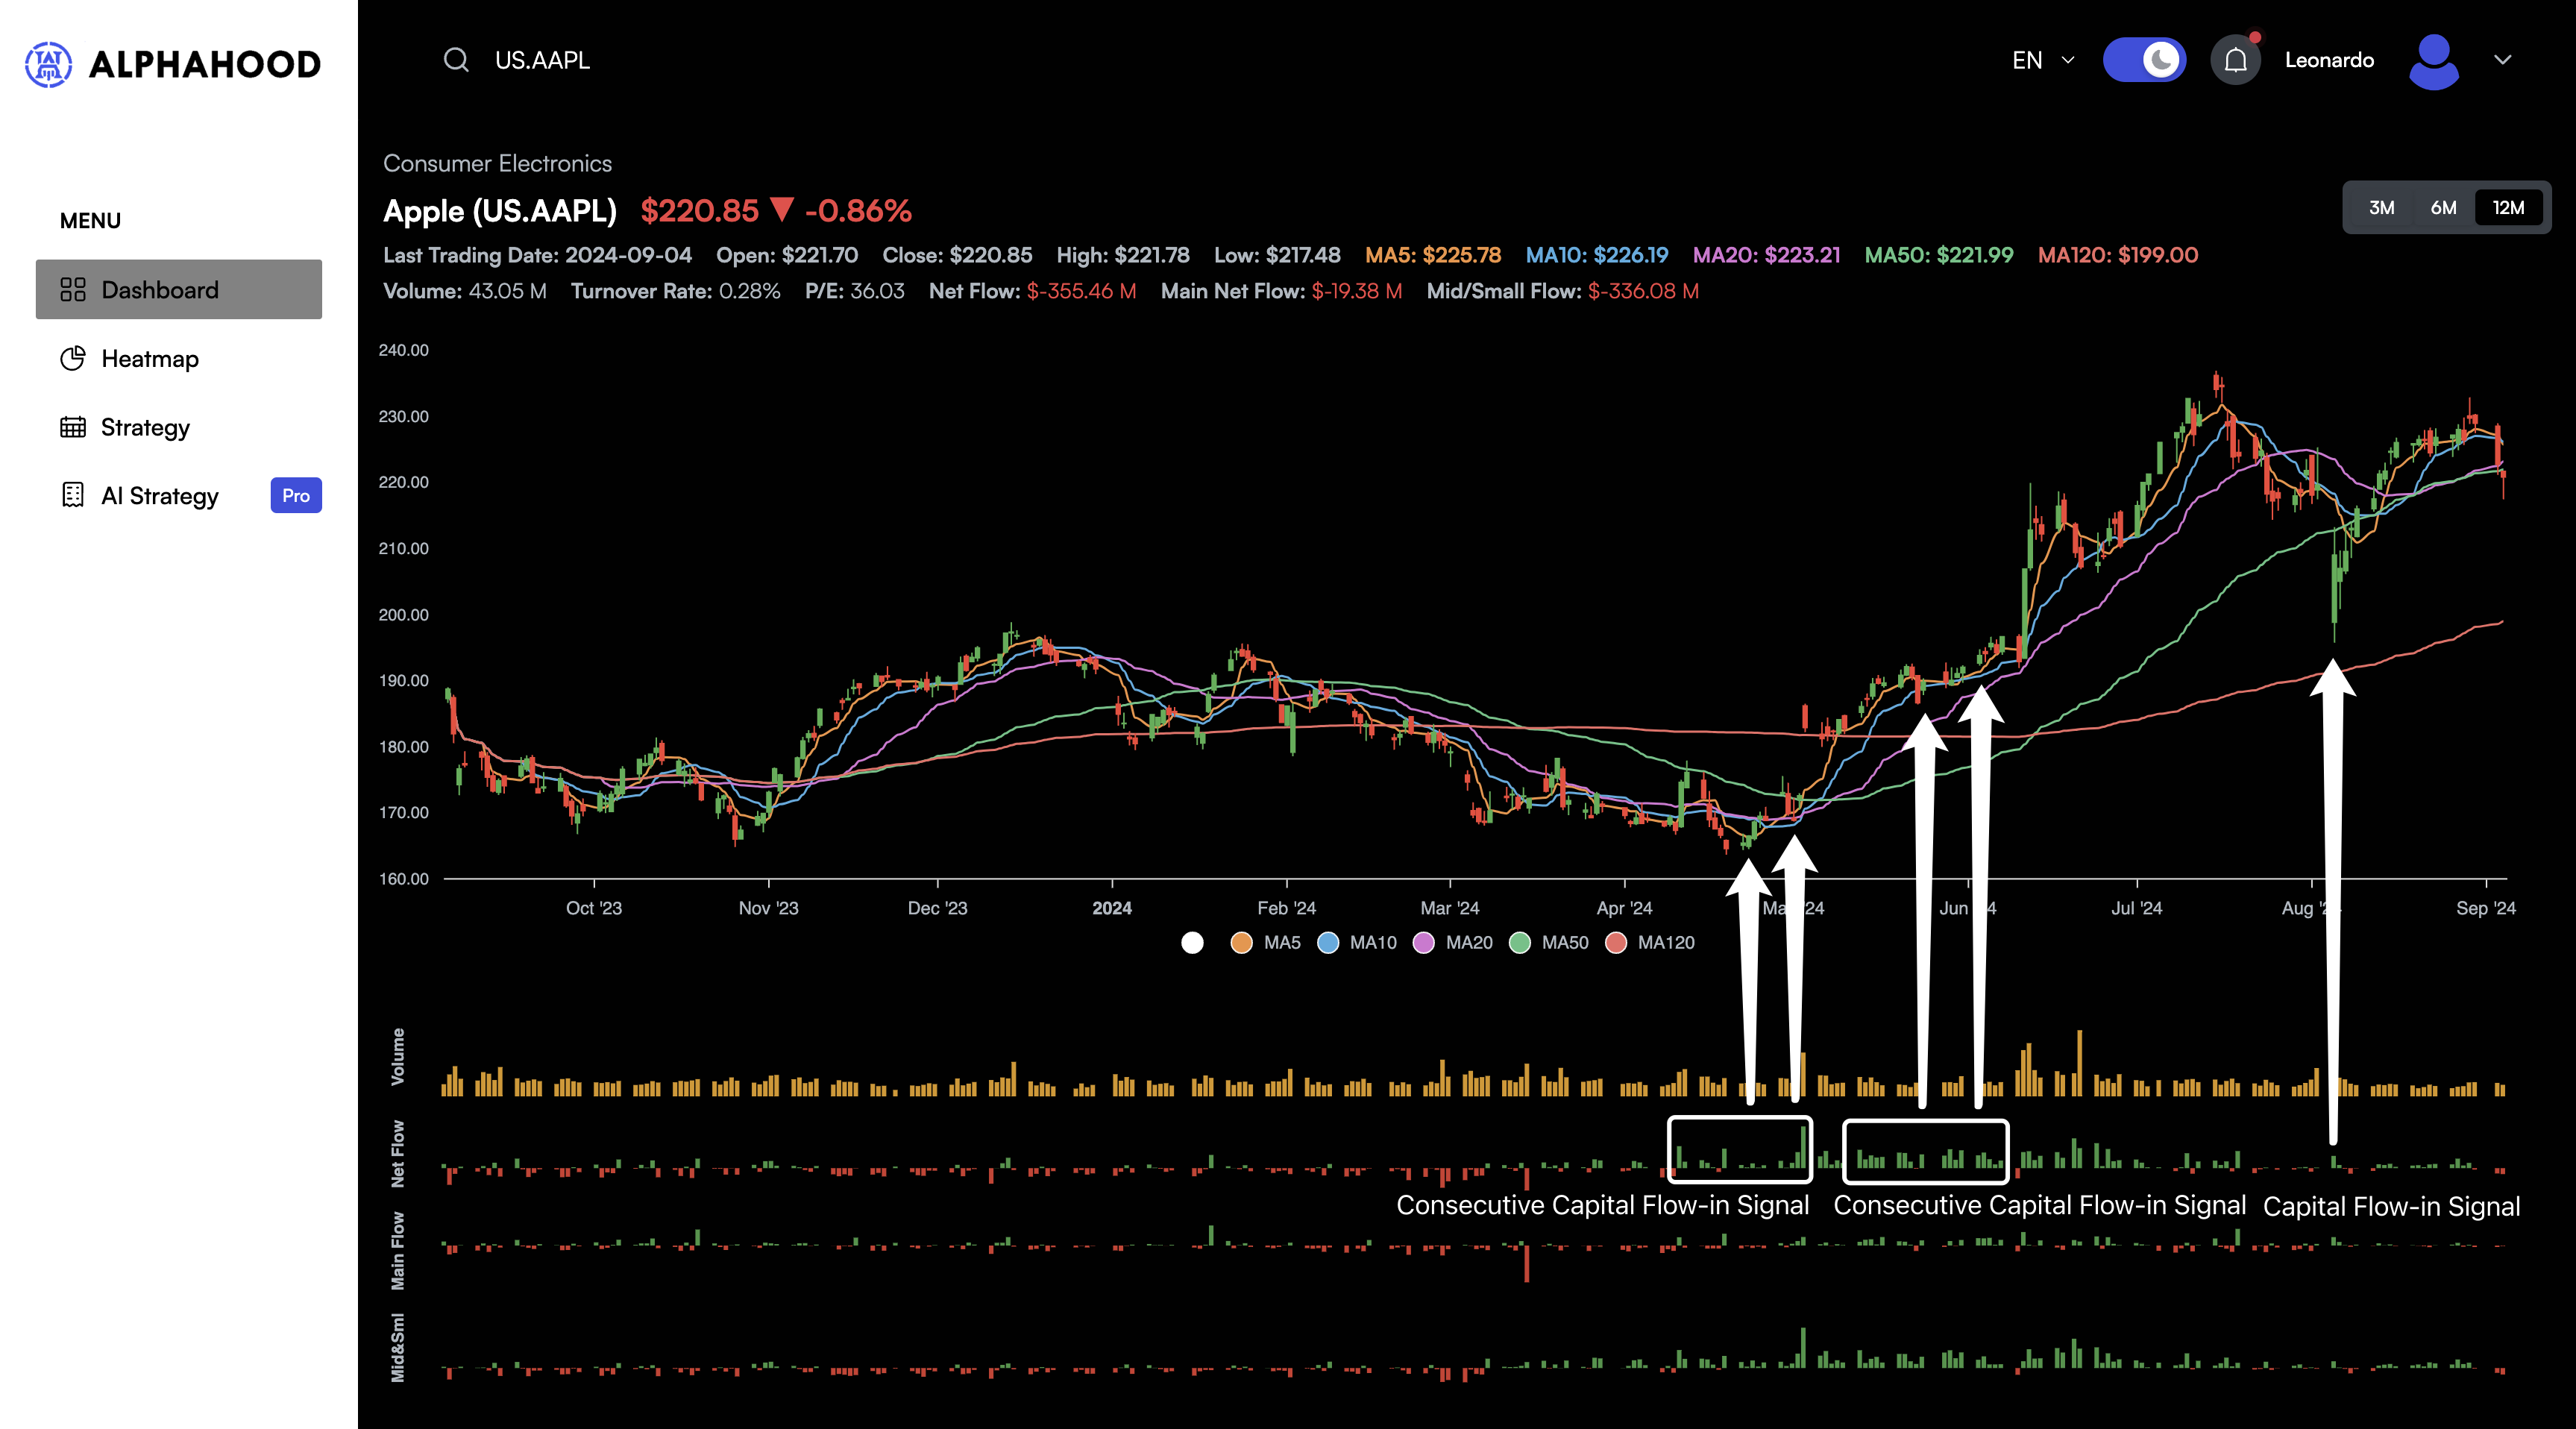 ALPHAHOOD
US.AAPL
EN
Leonardo
MENU
Dashboard
Heatmap
Strategy
AI Strategy Pro
Consumer Electronics
Apple (US.AAPL) $220.85 ▼ -0.86%
3M 6M 12M
Last Trading Date: 2024-09-04 Open: $221.70 Close: $220.85 High: $221.78 Low: $217.48 MA5: $225.78 MA10: $226.19 MA20: $223.21 MA50: $221.99 MA120: $199.00
Volume: 43.05 M Turnover Rate: 0.28% P/E: 36.03 Net Flow: $-355.46 M Main Net Flow: $-19.38 M Mid/Small Flow: $-336.08 M
240.00
230.00
220.00
210.00
200.00
190.00
180.00
170.00
160.00
Oct '23 Nov '23 Dec '23 2024 Feb '24 Mar '24 Apr '24 Ma '24 Jun 4 Jul '24 Aug '2 Sep '24
MA5 MA10 MA20 MA50 MA120
Volume
Net Flow
Consecutive Capital Flow-in Signal Consecutive Capital Flow-in Signal Capital Flow-in Signal
Main Flow
Mid&Sml